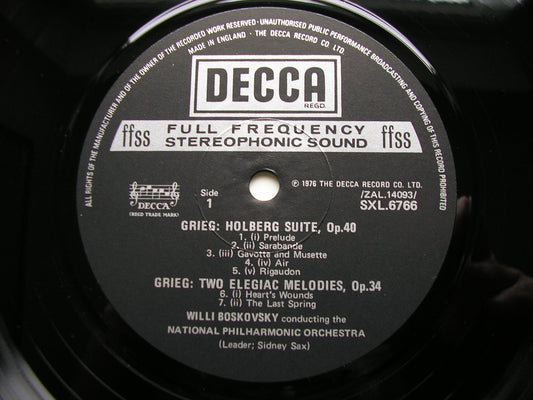 ALL RIGHTS OF THE MANUFACTURER AND OF THE OWNER OF THE RECORDED WORK RESERVED · UNAUTHORISED PUBLIC PERFORMANCE BROADCASTING AND COPYING OF THIS RECORD PROHIBITED
MADE IN ENGLAND · THE DECCA RECORD CO. LTD.
DECCA
REGD.
ffss FULL FREQUENCY ffss
STEREOPHONIC SOUND
DECCA
(REGD TRADE MARK)
Side
1
℗ 1976 THE DECCA RECORD CO. LTD.
/ZAL.14093/
SXL.6766
GRIEG: HOLBERG SUITE, Op.40
1. (i) Prelude
2. (ii) Sarabande
3. (iii) Gavotta and Musette
4. (iv) Air
5. (v) Rigaudon
GRIEG: TWO ELEGIAC MELODIES, Op.34
6. (i) Heart's Wounds
7. (ii) The Last Spring
WILLI BOSKOVSKY conducting the
NATIONAL PHILHARMONIC ORCHESTRA
(Leader; Sidney Sax)